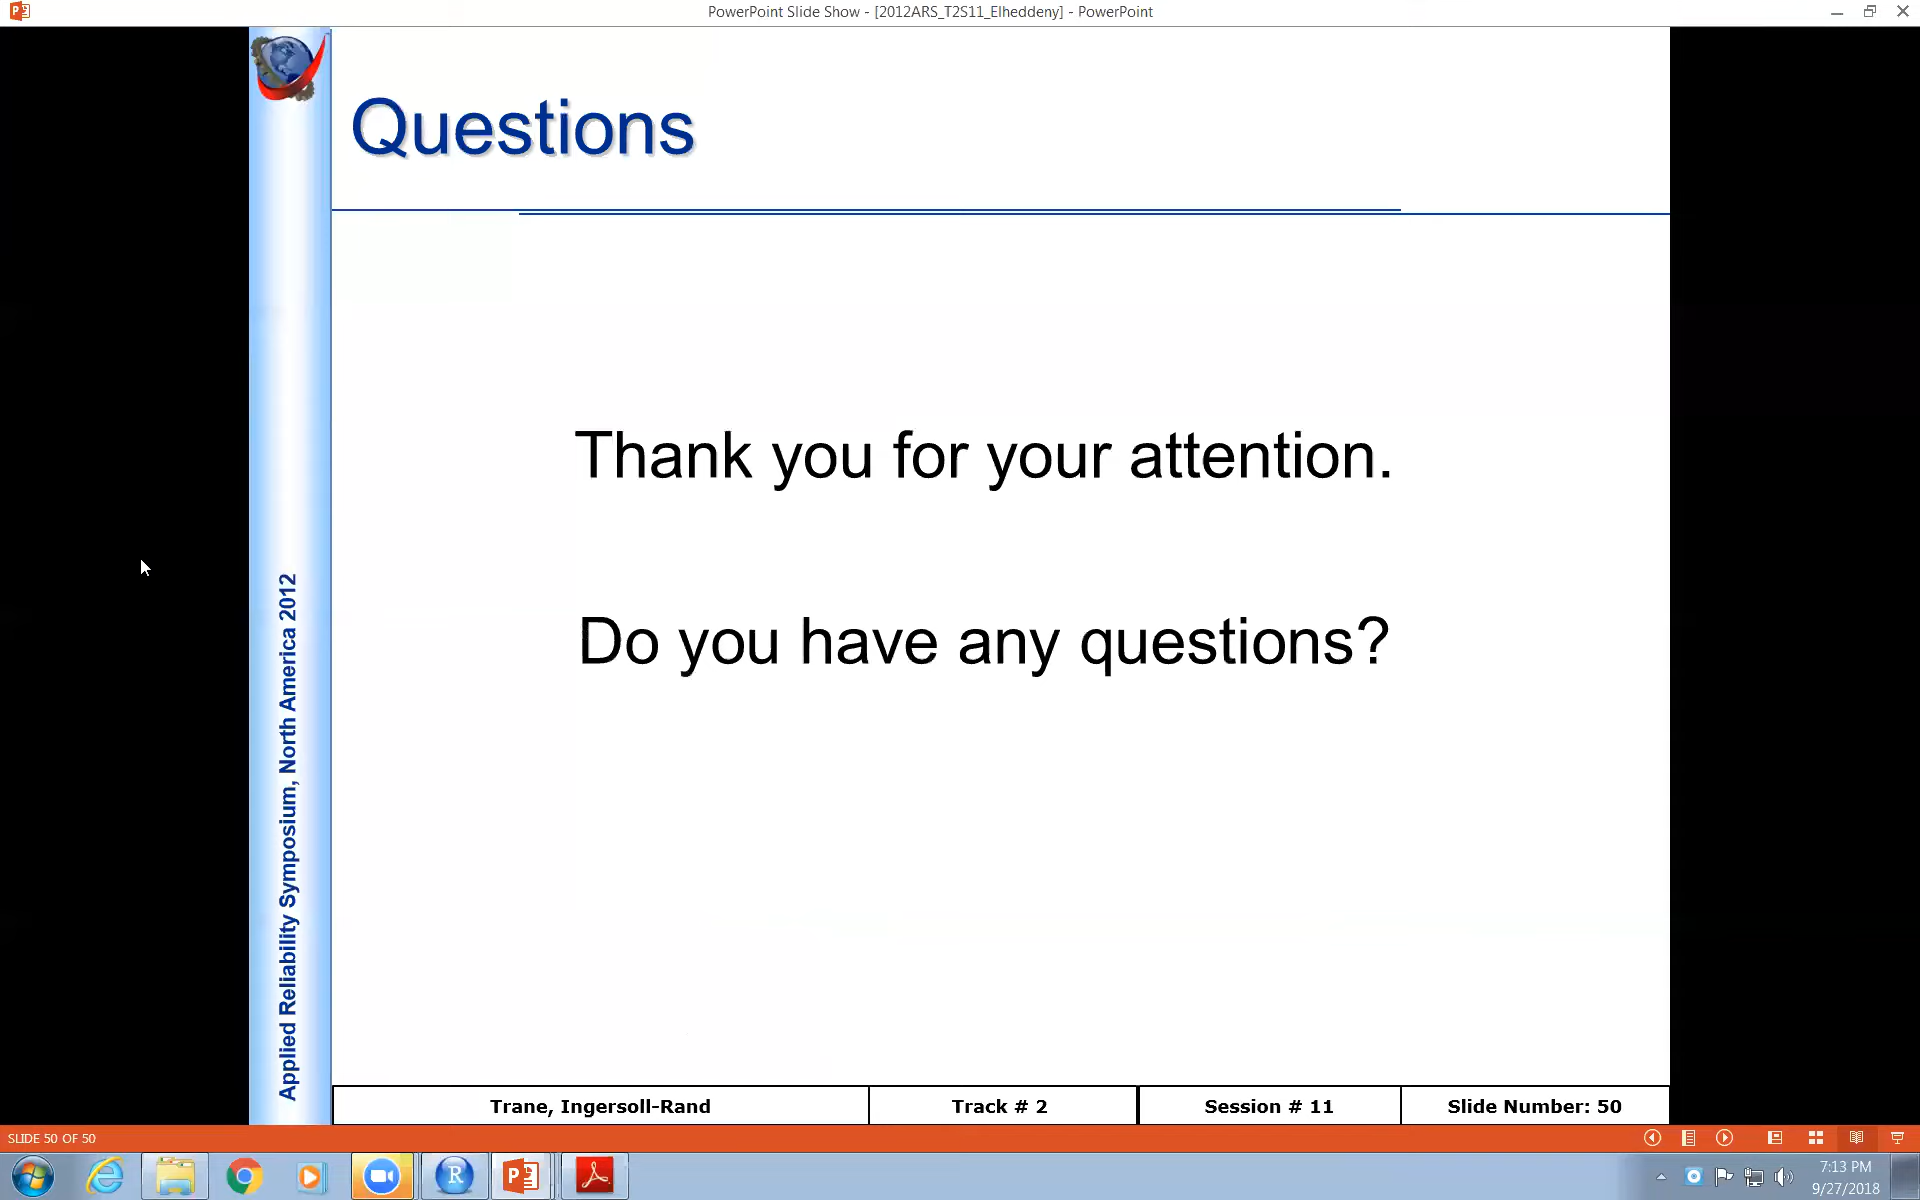 PowerPoint Slide Show - [2012ARS_T2S11_Elheddeny] - PowerPoint
Questions
Thank you for your attention.
Do you have any questions?
Applied Reliability Symposium, North America 2012
Trane, Ingersoll-Rand
Track # 2
Session # 11
Slide Number: 50
SLIDE 50 OF 50
7:13 PM
9/27/2018